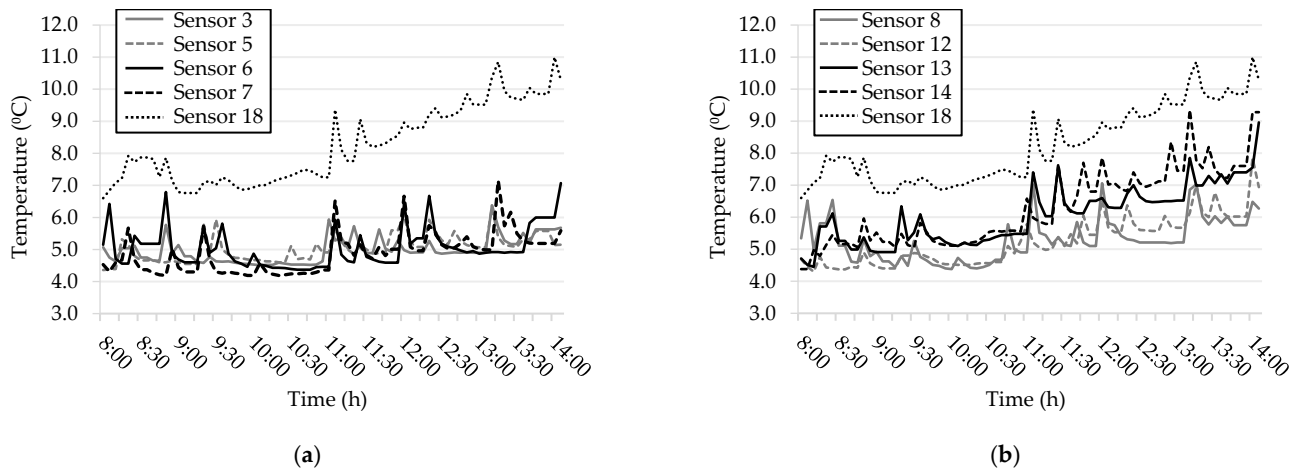 12.0
11.0
10.0
9.0
8.0
7.0
6.0
5.0
4.0
3.0
Temperature (⁰C)
Sensor 3
Sensor 5
Sensor 6
Sensor 7
Sensor 18
8:00
8:30
9:00
9:30
10:00
10:30
11:00
11:30
12:00
12:30
13:00
13:30
14:00
Time (h)
(a)
12.0
11.0
10.0
9.0
8.0
7.0
6.0
5.0
4.0
3.0
Temperature (⁰C)
Sensor 8
Sensor 12
Sensor 13
Sensor 14
Sensor 18
8:00
8:30
9:00
9:30
10:00
10:30
11:00
11:30
12:00
12:30
13:00
13:30
14:00
Time (h)
(b)